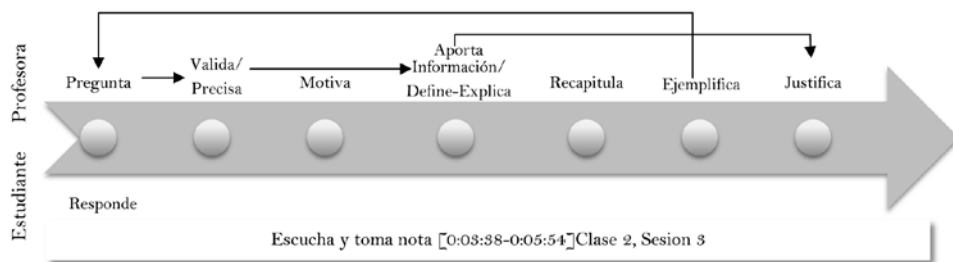 Profesora
Estudiante
Pregunta
Valida/
Precisa
Motiva
Aporta
Información/
Define-Explica
Recapitula
Ejemplifica
Justifica
Responde
Escucha y toma nota [0:03:38-0:05:54]Clase 2, Sesion 3